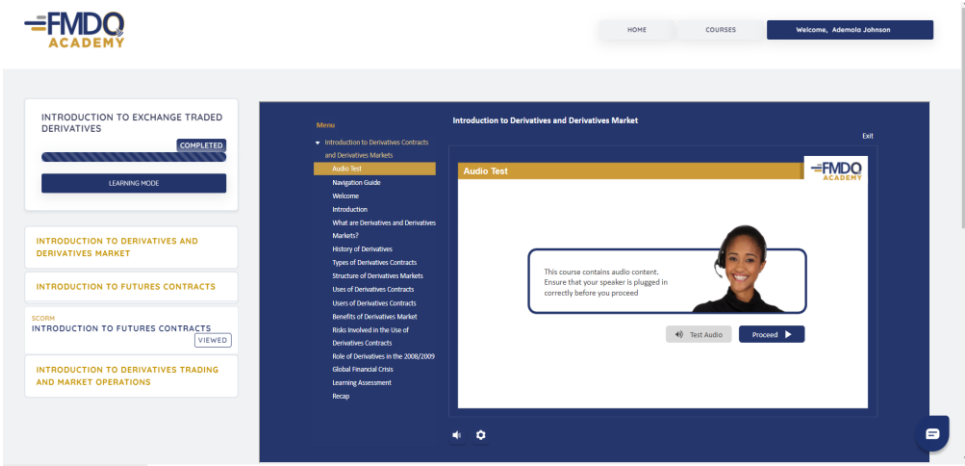 FMDQ
ACADEMY
HOME
COURSES
Welcome, Ademola Johnson
INTRODUCTION TO EXCHANGE TRADED
DERIVATIVES
COMPLETED
LEARNING MODE
INTRODUCTION TO DERIVATIVES AND
DERIVATIVES MARKET
INTRODUCTION TO FUTURES CONTRACTS
SCORM
INTRODUCTION TO FUTURES CONTRACTS
VIEWED
INTRODUCTION TO DERIVATIVES TRADING
AND MARKET OPERATIONS
Menu
Introduction to Derivatives Contracts
and Derivatives Markets
Audio Test
Navigation Guide
Welcome
Introduction
What are Derivatives and Derivatives
Markets?
History of Derivatives
Types of Derivatives Contracts
Structure of Derivatives Markets
Uses of Derivatives Contracts
Users of Derivatives Contracts
Benefits of Derivatives Market
Risks Involved in the Use of
Derivatives Contracts
Role of Derivatives in the 2008/2009
Global Financial Crisis
Learning Assessment
Recap
Introduction to Derivatives and Derivatives Market
Exit
Audio Test
FMDQ
ACADEMY
This course contains audio content.
Ensure that your speaker is plugged in
correctly before you proceed
Test Audio
Proceed